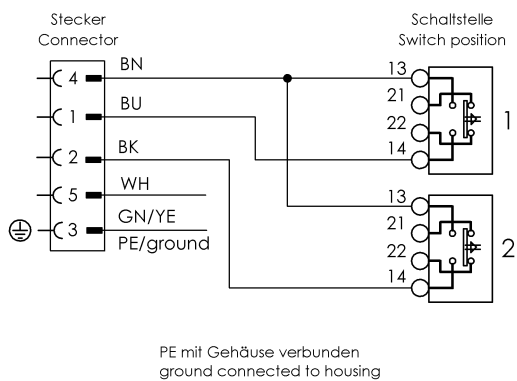 Stecker
Connector
Schaltstelle
Switch position
4 BN
1 BU
2 BK
5 WH
3 GN/YE
PE/ground
13
21
22
14
1
13
21
22
14
2
PE mit Gehäuse verbunden
ground connected to housing